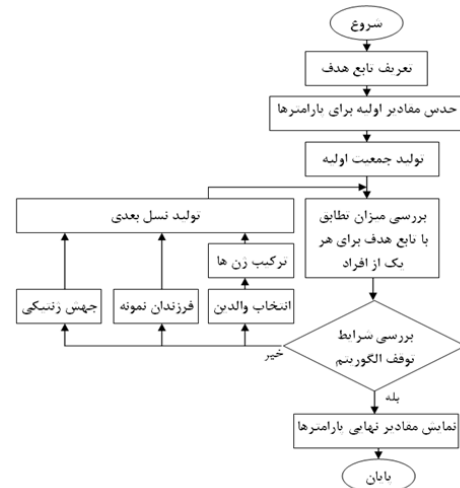 شروع
تعریف تابع هدف
حدس مقادیر اولیه برای پارامترها
تولید جمعیت اولیه
بررسی میزان تطابق
با تابع هدف برای هر
یک از افراد
تولید نسل بعدی
ترکیب ژن ها
انتخاب والدین
فرزندان نمونه
جهش ژنتیکی
بررسی شرایط
توقف الگوریتم
خیر
بله
نمایش مقادیر نهایی پارامترها
پایان